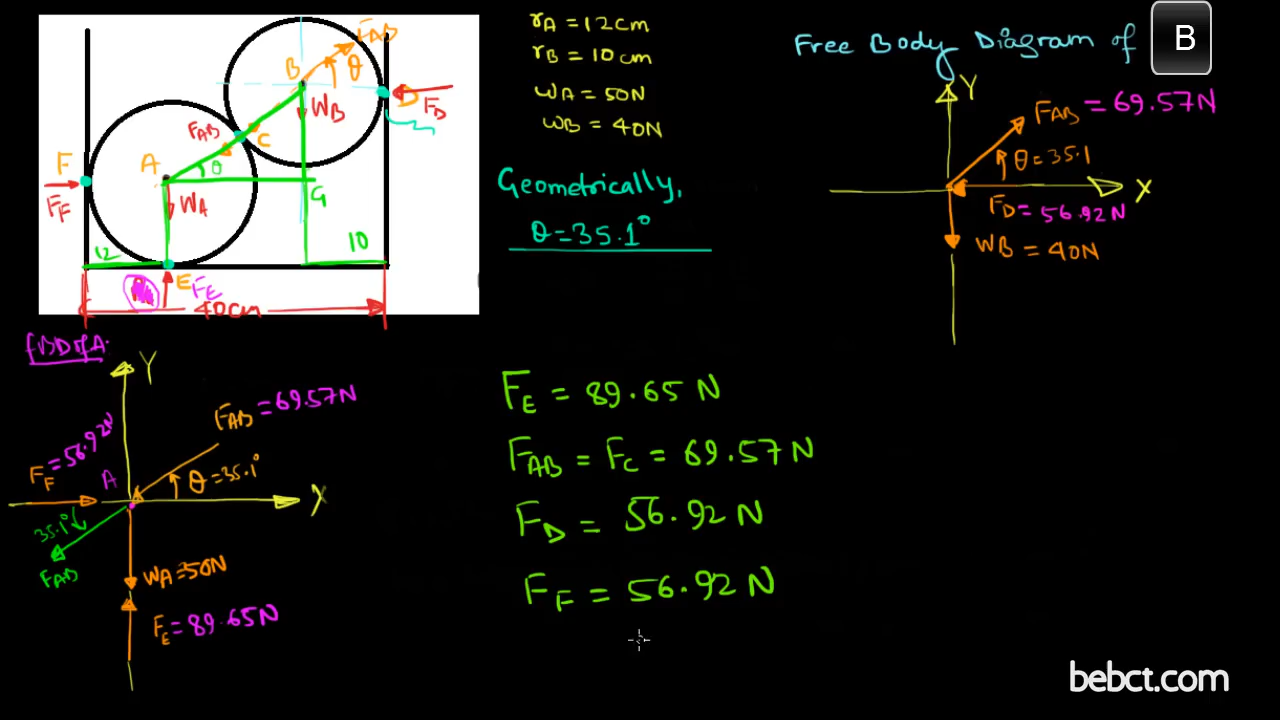 FAB
B
θ
WB
D
FD
FAB
C
F
A
θ
FF
WA
G
12
10
E
FE
40cm
rA = 12cm
rB = 10cm
WA = 50N
WB = 40N
Geometrically,
θ = 35.1°
Free Body Diagram of B
Y
FAB = 69.57N
θ = 35.1
X
FD = 56.92N
WB = 40N
FBD of A.
Y
FAB = 69.57N
FF = 56.92N
A
θ = 35.1°
X
35.1°
FAB
WA = 50N
FE = 89.65N
FE = 89.65 N
FAB = FC = 69.57 N
FD = 56.92 N
FF = 56.92 N
bebct.com